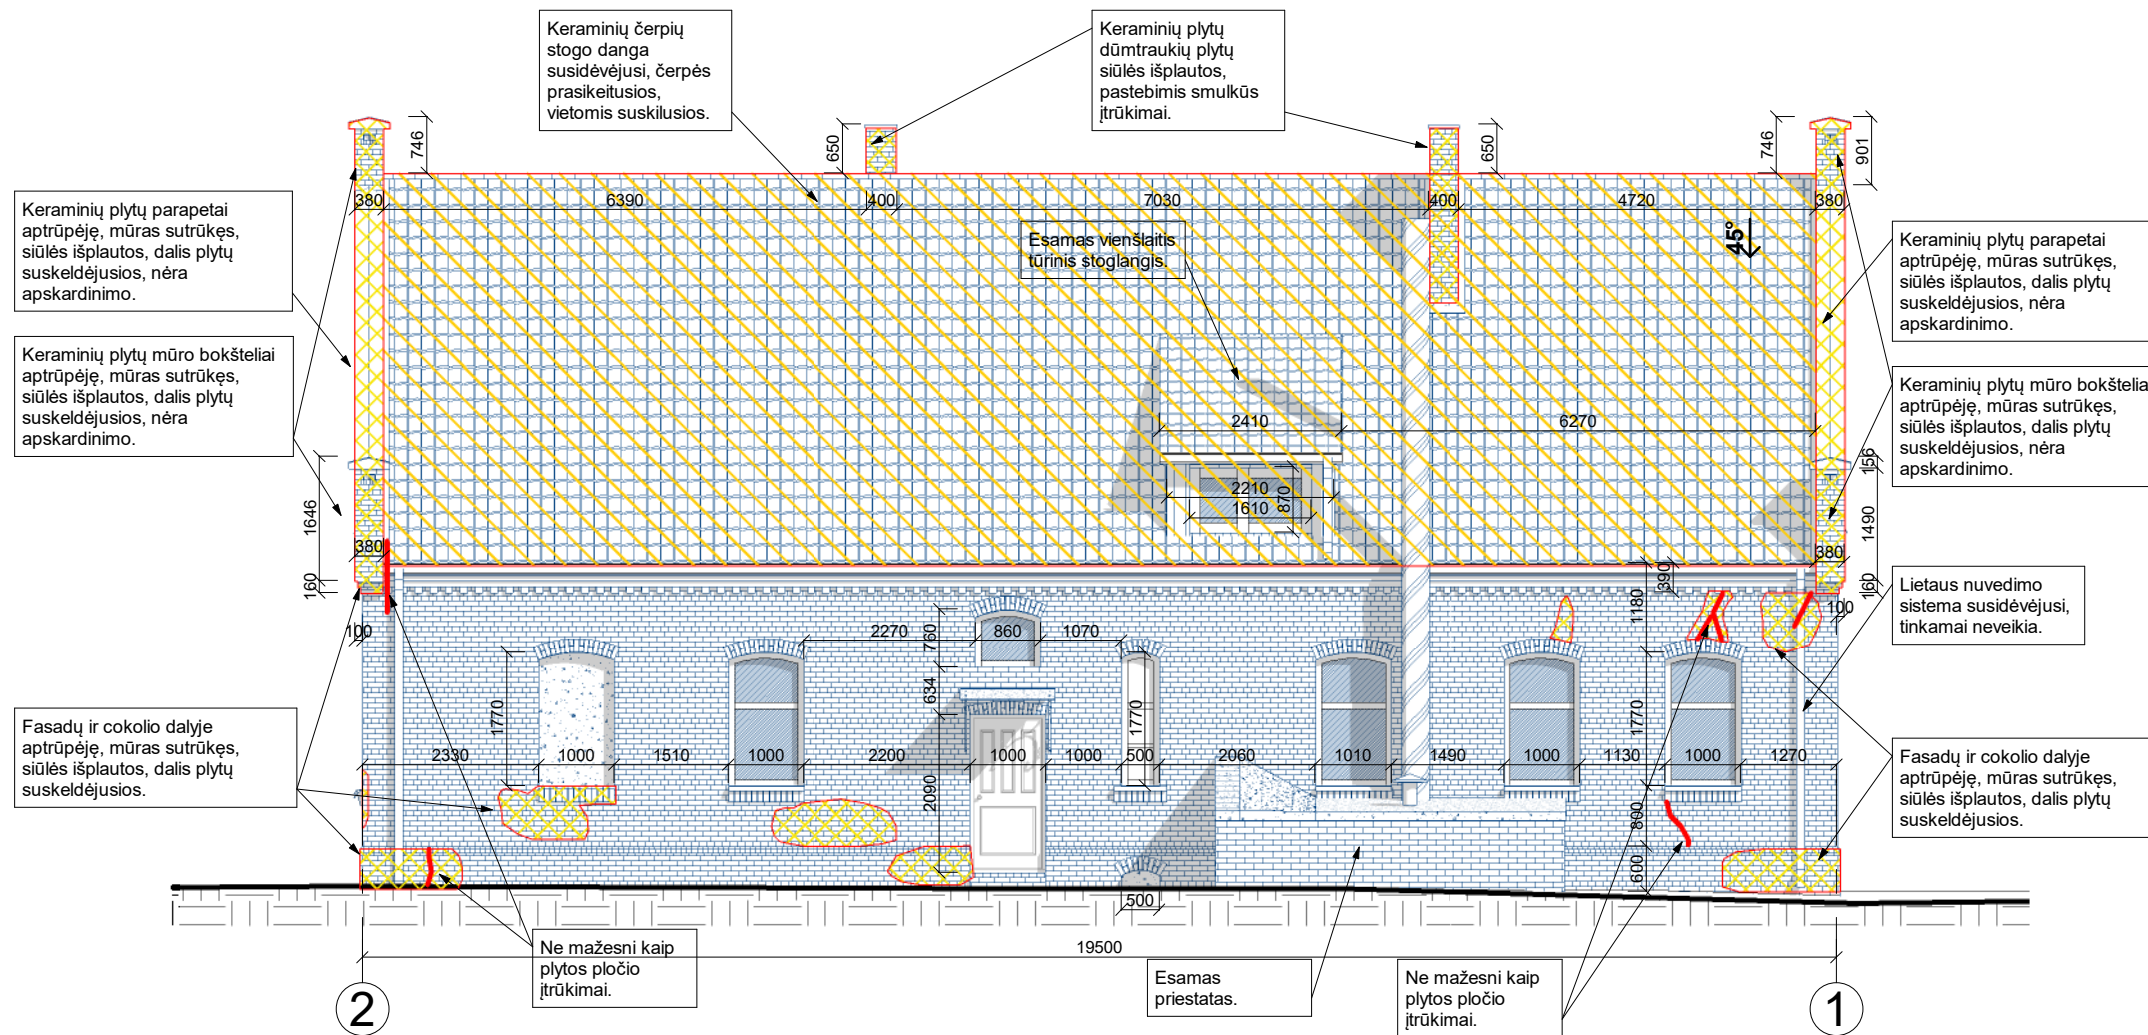 Keraminių čerpių
stogo danga
susidėvėjusi, čerpės
prasikeitusios,
vietomis suskilusios.
Keraminių plytų
dūmtraukių plytų
siūlės išplautos,
pastebimis smulkūs
įtrūkimai.
746
650
650
746
901
Keraminių plytų parapetai
aptrūpėję, mūras sutrūkęs,
siūlės išplautos, dalis plytų
suskeldėjusios, nėra
apskardinimo.
380
6390
400
7030
400
4720
380
45°
Esamas vienšlaitis
tūrinis stoglangis.
Keraminių plytų parapetai
aptrūpėję, mūras sutrūkęs,
siūlės išplautos, dalis plytų
suskeldėjusios, nėra
apskardinimo.
Keraminių plytų mūro bokšteliai
aptrūpėję, mūras sutrūkęs,
siūlės išplautos, dalis plytų
suskeldėjusios, nėra
apskardinimo.
Keraminių plytų mūro bokšteliai
aptrūpėję, mūras sutrūkęs,
siūlės išplautos, dalis plytų
suskeldėjusios, nėra
apskardinimo.
2410
6270
156
1646
2210
870
1610
1490
380
380
160
390
160
1180
100
100
Lietaus nuvedimo
sistema susidėvėjusi,
tinkamai neveikia.
2270
760
860
1070
634
1770
1770
1770
Fasadų ir cokolio dalyje
aptrūpėję, mūras sutrūkęs,
siūlės išplautos, dalis plytų
suskeldėjusios.
2330
1000
1510
1000
2200
1000
1000
500
2060
1010
1490
1000
1130
1000
1270
Fasadų ir cokolio dalyje
aptrūpėję, mūras sutrūkęs,
siūlės išplautos, dalis plytų
suskeldėjusios.
2090
800
600
500
19500
Ne mažesni kaip
plytos pločio
įtrūkimai.
Esamas
priestatas.
Ne mažesni kaip
plytos pločio
įtrūkimai.
2
1